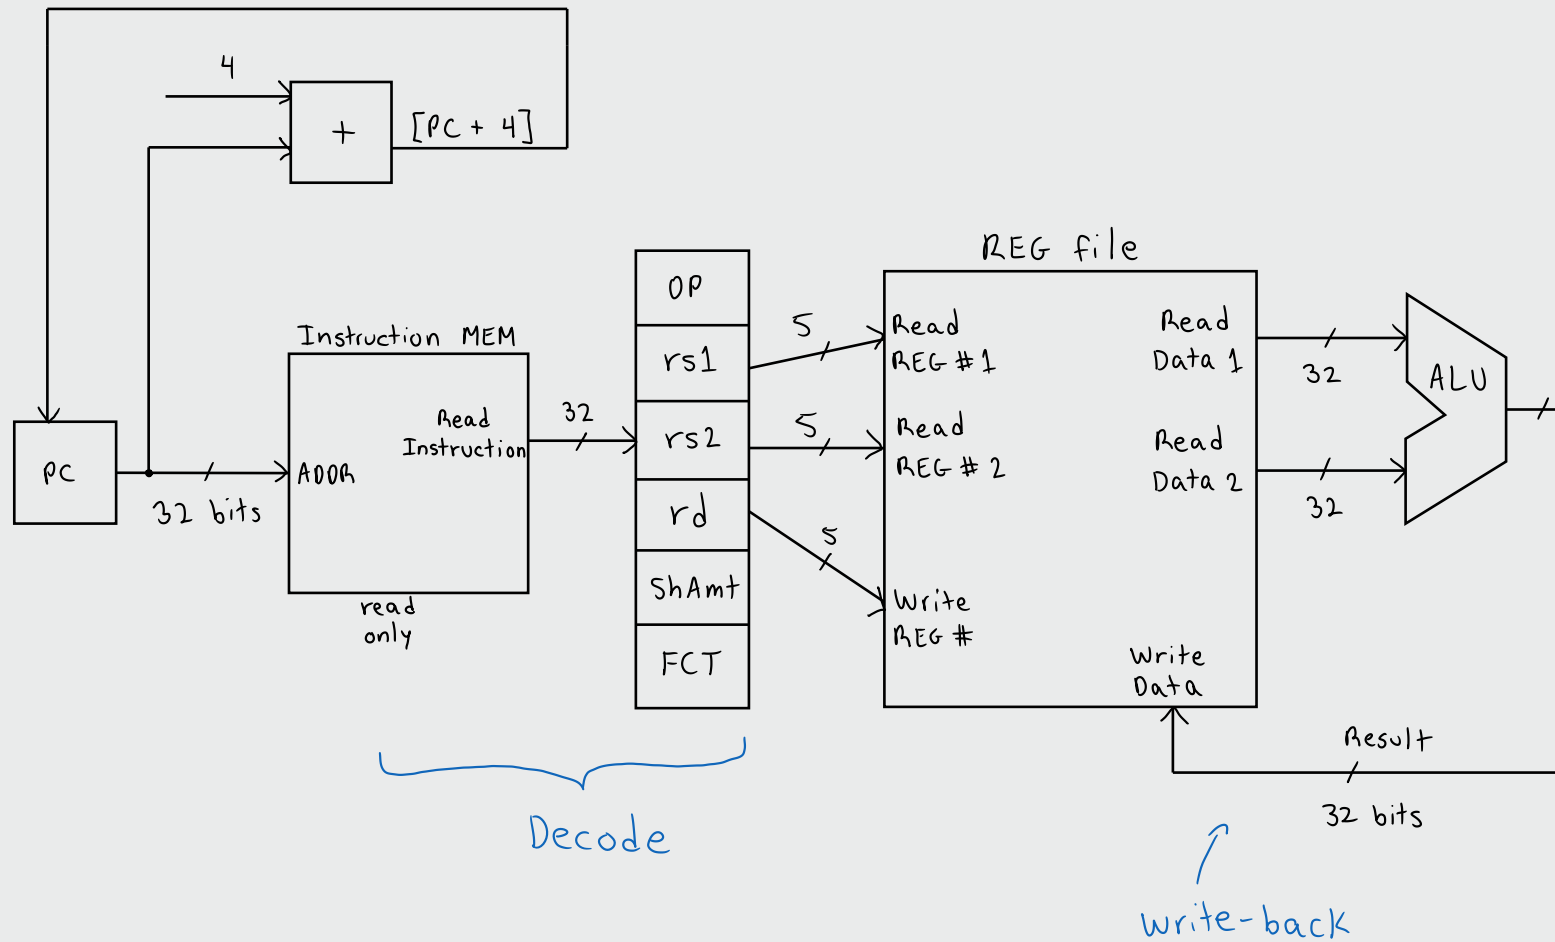 4
+
[PC + 4]
PC
32 bits
Instruction MEM
ADDR
Read
Instruction
read
only
32
OP
rs1
rs2
rd
ShAmt
FCT
5
5
5
REG file
Read
REG # 1
Read
REG # 2
Write
REG #
Read
Data 1
Read
Data 2
Write
Data
32
32
ALU
Result
32 bits
Decode
write-back